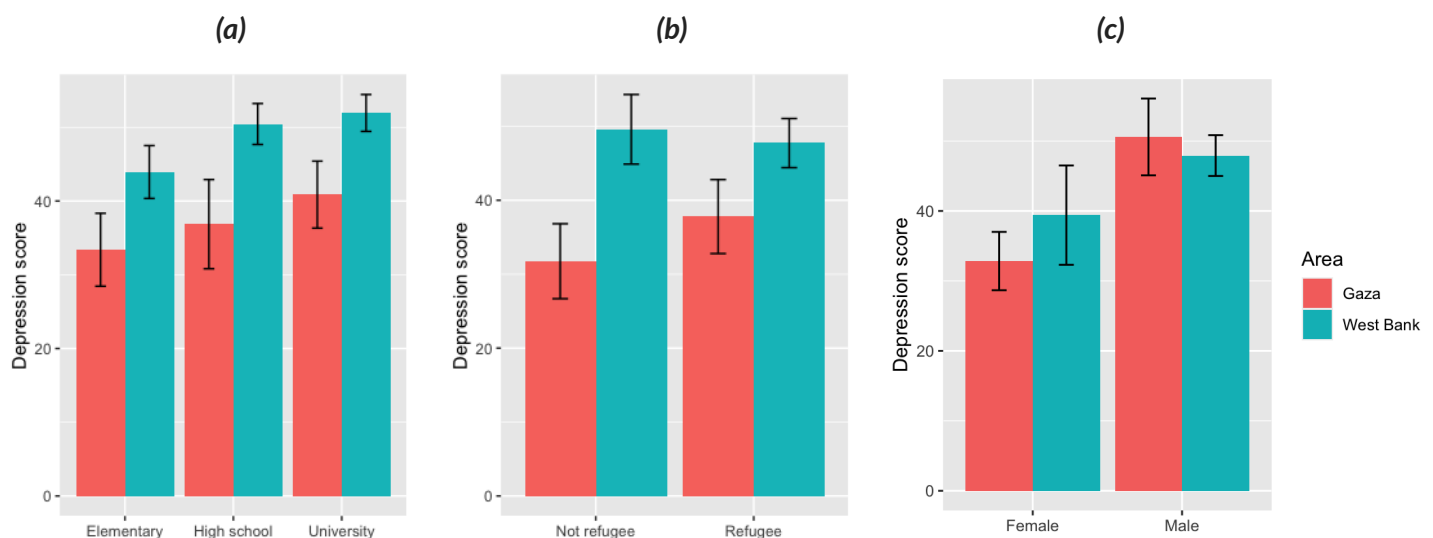 (a)
Depression score
40
20
0
Elementary High school University
(b)
Depression score
40
20
0
Not refugee Refugee
(c)
Depression score
40
20
0
Female Male
Area
Gaza
West Bank